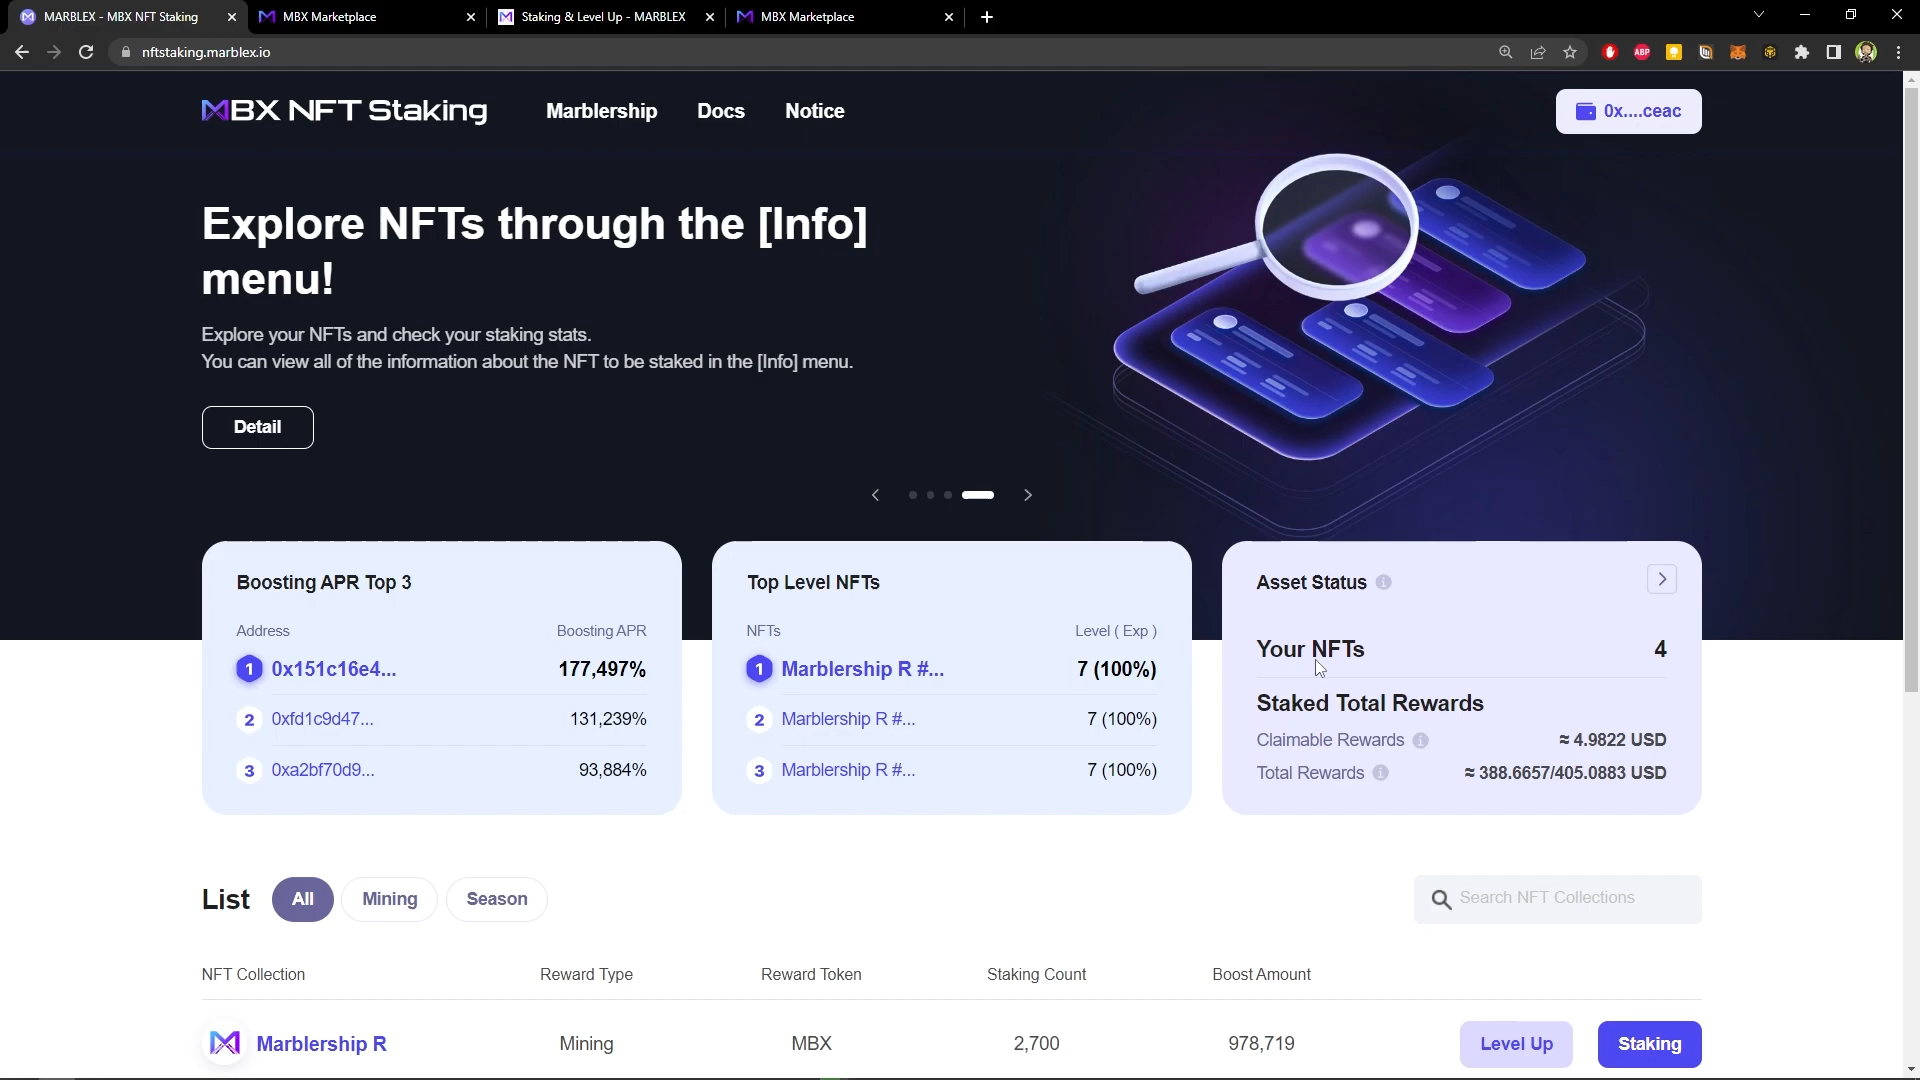 MARBLEX - MBX NFT Staking
MBX Marketplace
Staking & Level Up - MARBLEX
MBX Marketplace
nftstaking.marblex.io
ABP
MBX NFT Staking
Marblership
Docs
Notice
0x....ceac
Explore NFTs through the [Info]
menu!
Explore your NFTs and check your staking stats.
You can view all of the information about the NFT to be staked in the [Info] menu.
Detail
Boosting APR Top 3
Address Boosting APR
1 0x151c16e4... 177,497%
2 0xfd1c9d47... 131,239%
3 0xa2bf70d9... 93,884%
Top Level NFTs
NFTs Level ( Exp )
1 Marblership R #... 7 (100%)
2 Marblership R #... 7 (100%)
3 Marblership R #... 7 (100%)
Asset Status
Your NFTs 4
Staked Total Rewards
Claimable Rewards ≈ 4.9822 USD
Total Rewards ≈ 388.6657/405.0883 USD
List All Mining Season
Search NFT Collections
NFT Collection Reward Type Reward Token Staking Count Boost Amount
Marblership R Mining MBX 2,700 978,719 Level Up Staking